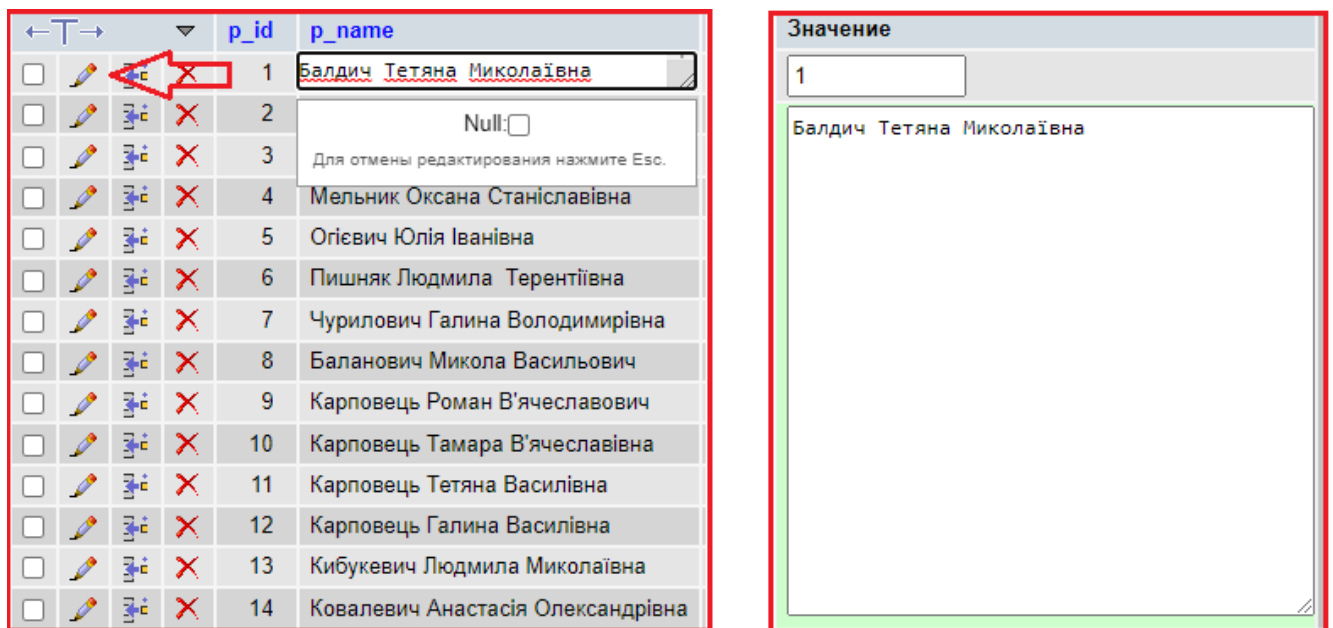 p_id p_name
1 Балдич Тетяна Миколаївна
2
Null:
3
Для отмены редактирования нажмите Esc.
4 Мельник Оксана Станіславівна
5 Огієвич Юлія Іванівна
6 Пишняк Людмила Терентіївна
7 Чурилович Галина Володимирівна
8 Баланович Микола Васильович
9 Карповець Роман В'ячеславович
10 Карповець Тамара В'ячеславівна
11 Карповець Тетяна Василівна
12 Карповець Галина Василівна
13 Кибукевич Людмила Миколаївна
14 Ковалевич Анастасія Олександрівна
Значение
1
Балдич Тетяна Миколаївна